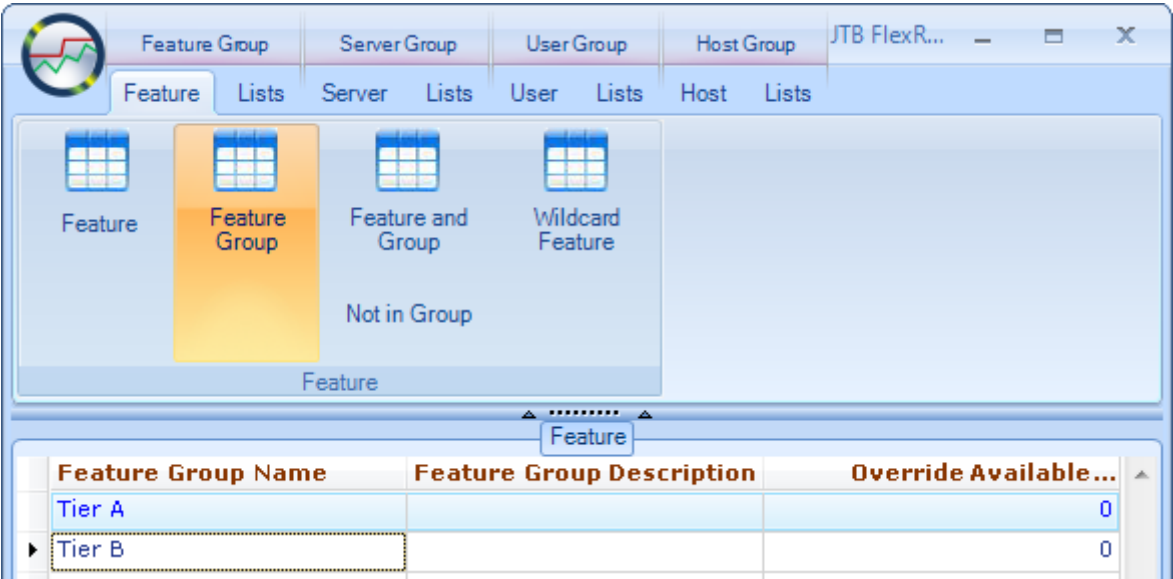 Feature Group Server Group User Group Host Group JTB FlexR...
Feature Lists Server Lists User Lists Host Lists
Feature Feature Group Feature and Group Wildcard Feature
Not in Group
Feature
Feature
Feature Group Name Feature Group Description Override Available...
Tier A 0
Tier B 0